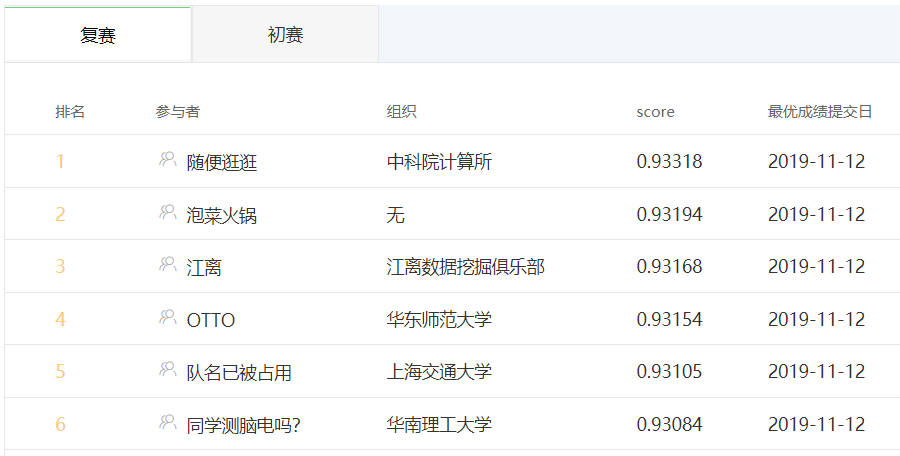 复赛 初赛
排名 参与者 组织 score 最优成绩提交日
1 随便逛逛 中科院计算所 0.93318 2019-11-12
2 泡菜火锅 无 0.93194 2019-11-12
3 江离 江离数据挖掘俱乐部 0.93168 2019-11-12
4 OTTO 华东师范大学 0.93154 2019-11-12
5 队名已被占用 上海交通大学 0.93105 2019-11-12
6 同学测脑电吗? 华南理工大学 0.93084 2019-11-12